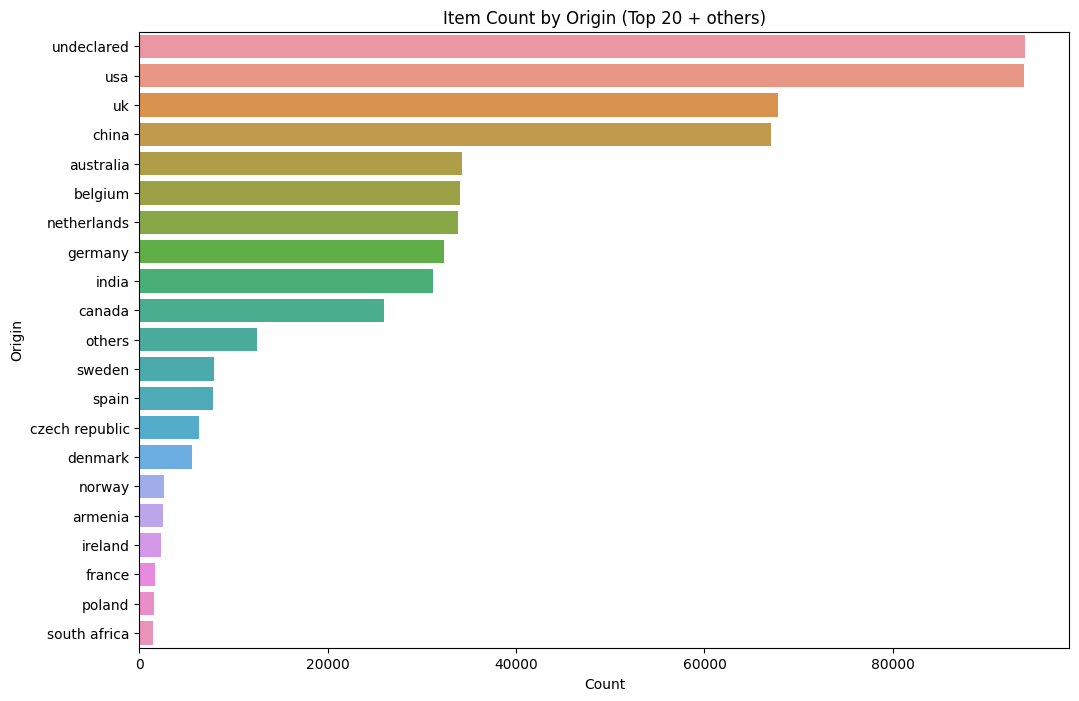 Item Count by Origin (Top 20 + others)
Origin
undeclared
usa
uk
china
australia
belgium
netherlands
germany
india
canada
others
sweden
spain
czech republic
denmark
norway
armenia
ireland
france
poland
south africa
0 20000 40000 60000 80000
Count